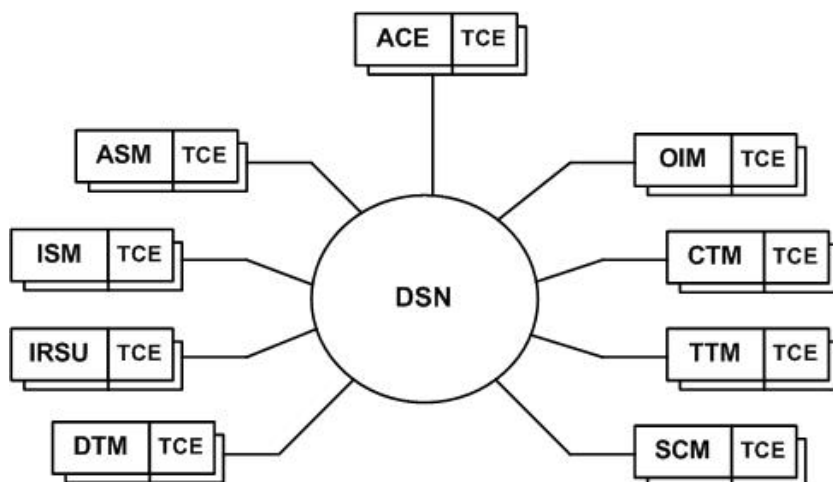 ACE TCE
ASM TCE
OIM TCE
ISM TCE
CTM TCE
DSN
IRSU TCE
TTM TCE
DTM TCE
SCM TCE